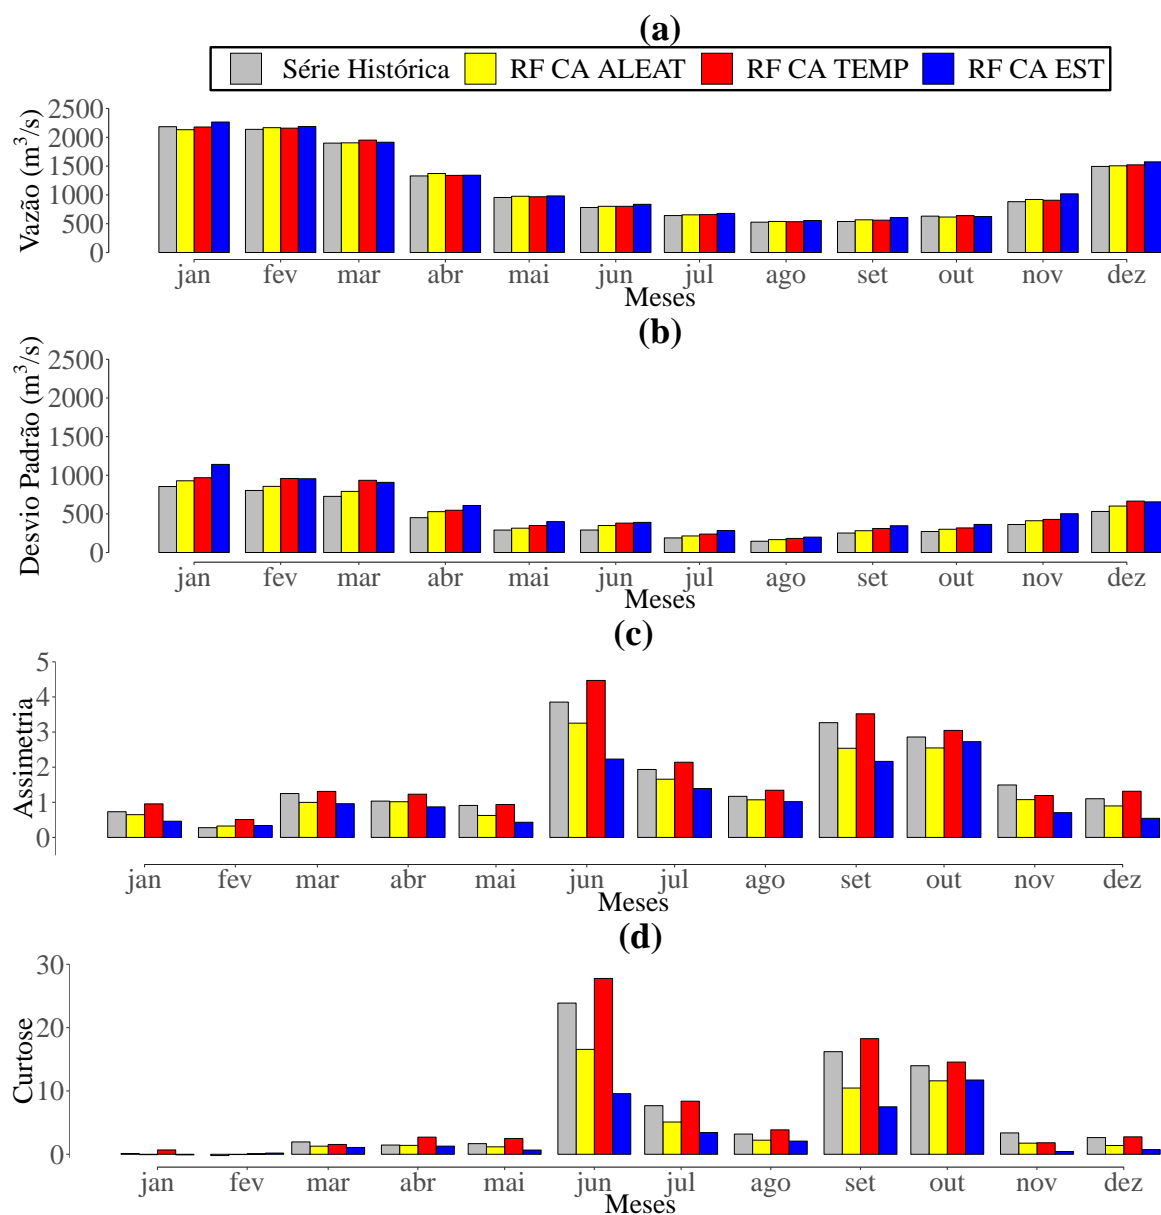 (a)
Série Histórica RF CA ALEAT RF CA TEMP RF CA EST
Vazão (m³/s)
2500
2000
1500
1000
500
0
jan fev mar abr mai jun jul ago set out nov dez
Meses
(b)
Desvio Padrão (m³/s)
2500
2000
1500
1000
500
0
jan fev mar abr mai jun jul ago set out nov dez
Meses
(c)
Assimetria
5
4
3
2
1
0
jan fev mar abr mai jun jul ago set out nov dez
Meses
(d)
Curtose
30
20
10
0
jan fev mar abr mai jun jul ago set out nov dez
Meses